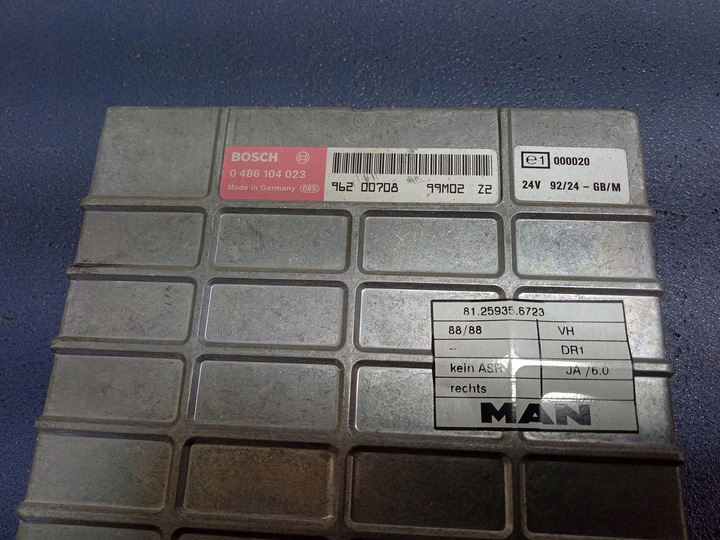 BOSCH
0 486 104 023
Made in Germany 065
962 00708 99M02 Z2
e1 000020
24V 92/24 - GB/M
81.25935.6723
88/88 VH
-- DR1
kein ASR JA /6.0
rechts
MAN